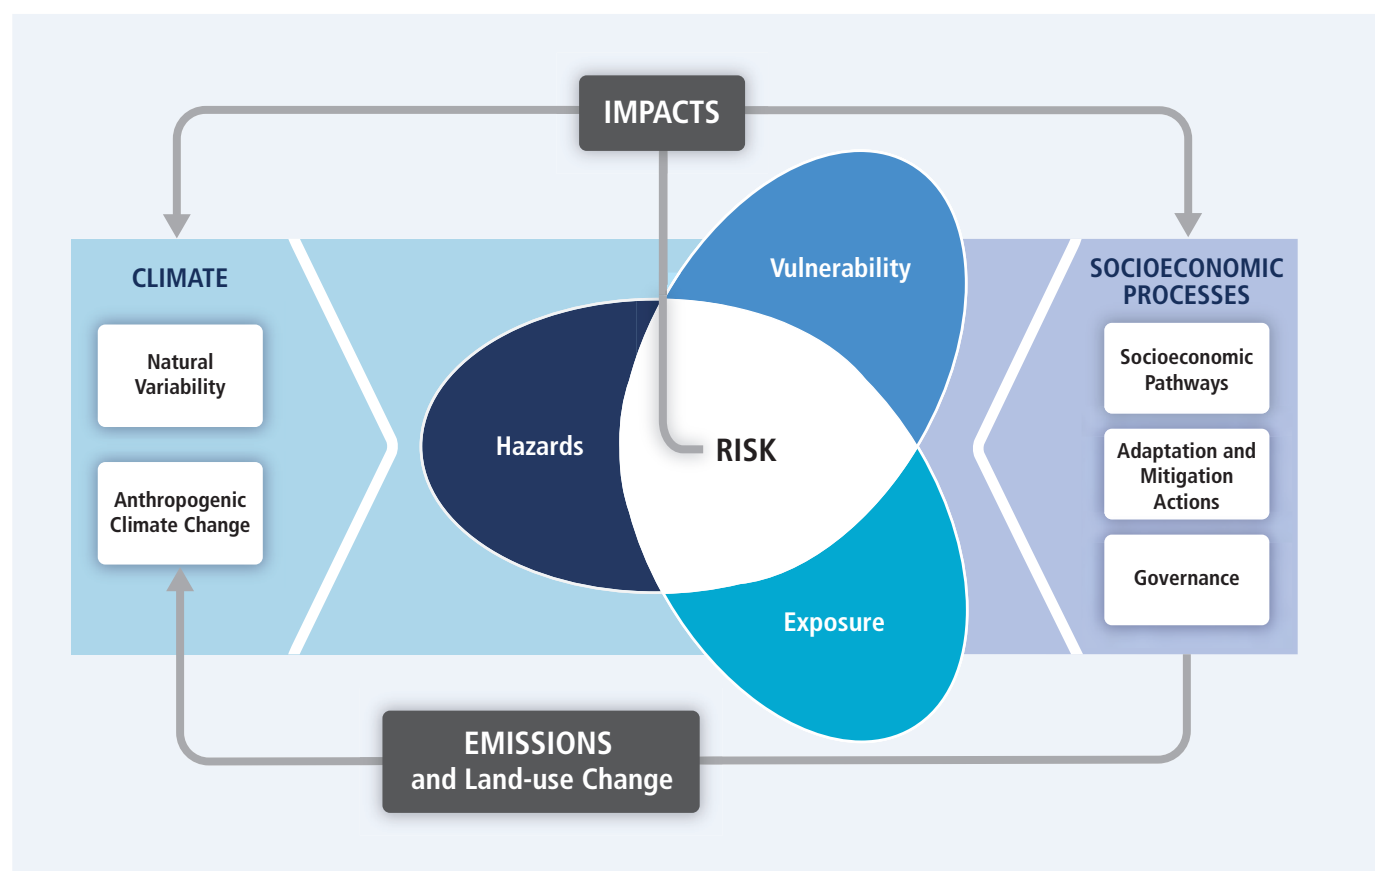 IMPACTS
Vulnerability
CLIMATE
Natural
Variability
Anthropogenic
Climate Change
Hazards
RISK
Exposure
SOCIOECONOMIC
PROCESSES
Socioeconomic
Pathways
Adaptation and
Mitigation
Actions
Governance
EMISSIONS
and Land-use Change